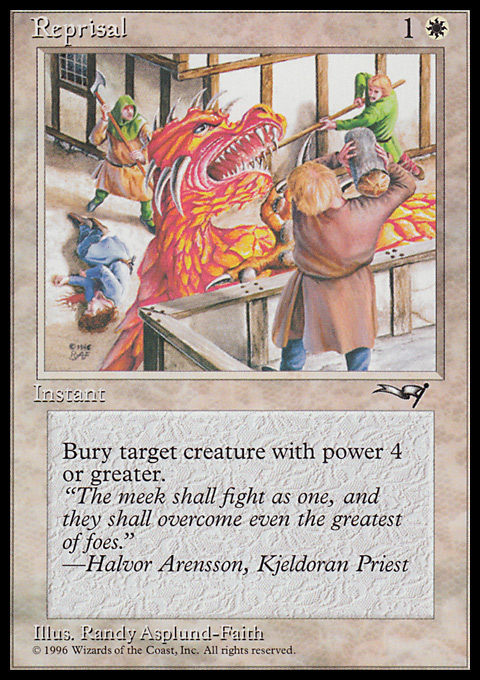 Reprisal 1
© 1996
RAF
Instant
Bury target creature with power 4
or greater.
“The meek shall fight as one, and
they shall overcome even the greatest
of foes.”
—Halvor Arensson, Kjeldoran Priest
Illus. Randy Asplund-Faith
© 1996 Wizards of the Coast, Inc. All rights reserved.